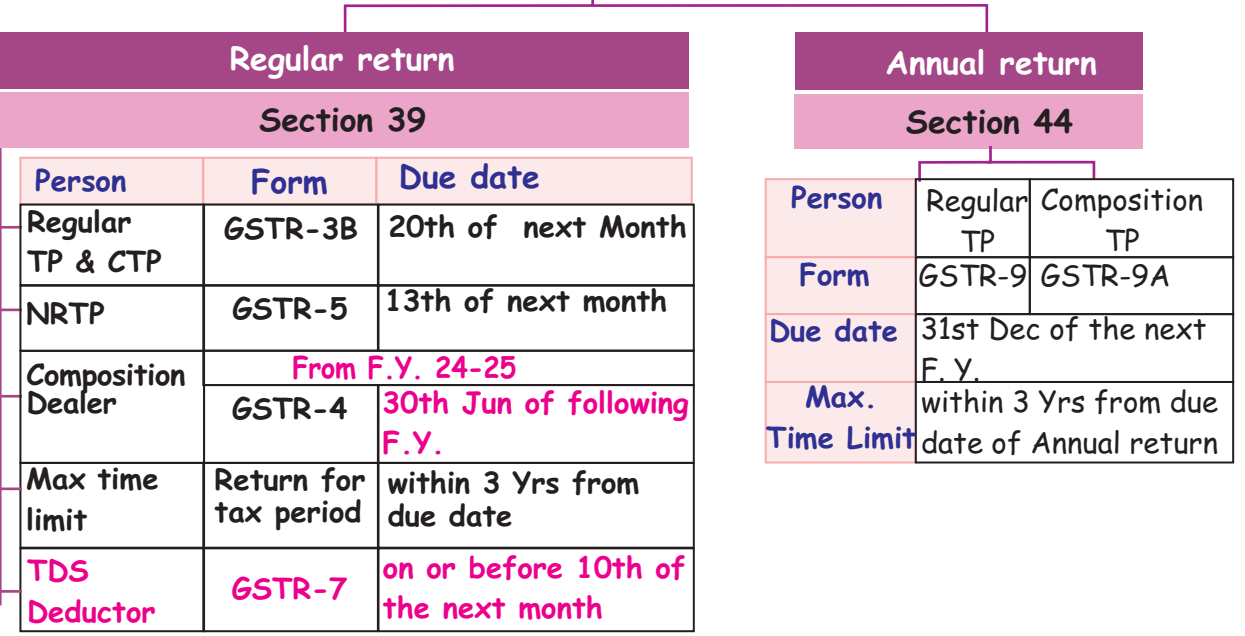 Regular return
Section 39
Person Form Due date
Regular TP & CTP GSTR-3B 20th of next Month
NRTP GSTR-5 13th of next month
Composition Dealer From F.Y. 24-25
GSTR-4 30th Jun of following F.Y.
Max time limit Return for tax period within 3 Yrs from due date
TDS Deductor GSTR-7 on or before 10th of the next month
Annual return
Section 44
Person Regular TP Composition TP
Form GSTR-9 GSTR-9A
Due date 31st Dec of the next F. Y.
Max. Time Limit within 3 Yrs from due date of Annual return